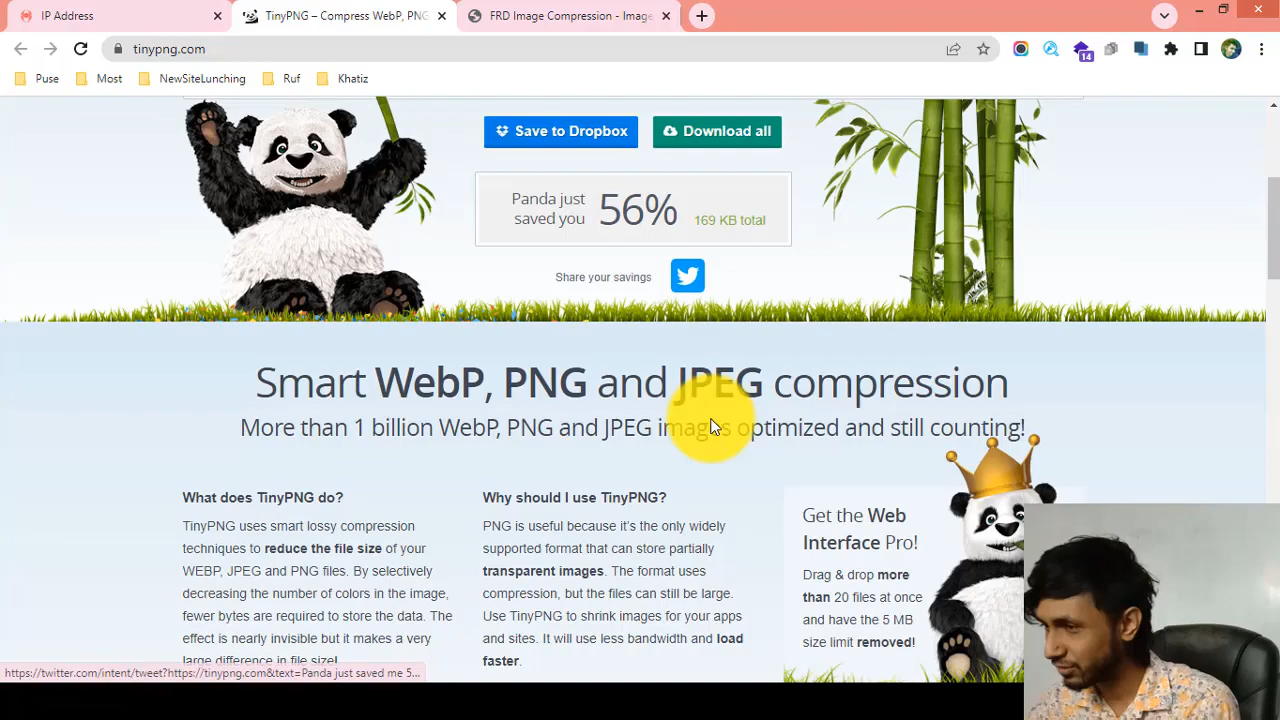 IP Address
TinyPNG – Compress WebP, PNG
FRD Image Compression - Image
tinypng.com
14
Puse
Most
NewSiteLunching
Ruf
Khatiz
Save to Dropbox
Download all
Panda just
saved you
56%
169 KB total
Share your savings
Smart WebP, PNG and JPEG compression
More than 1 billion WebP, PNG and JPEG images optimized and still counting!
What does TinyPNG do?
TinyPNG uses smart lossy compression
techniques to reduce the file size of your
WEBP, JPEG and PNG files. By selectively
decreasing the number of colors in the image,
fewer bytes are required to store the data. The
effect is nearly invisible but it makes a very
large difference in file size!
Why should I use TinyPNG?
PNG is useful because it's the only widely
supported format that can store partially
transparent images. The format uses
compression, but the files can still be large.
Use TinyPNG to shrink images for your apps
and sites. It will use less bandwidth and load
faster.
Get the Web
Interface Pro!
Drag & drop more
than 20 files at once
and have the 5 MB
size limit removed!
https://twitter.com/intent/tweet?https://tinypng.com&text=Panda just saved me 5...